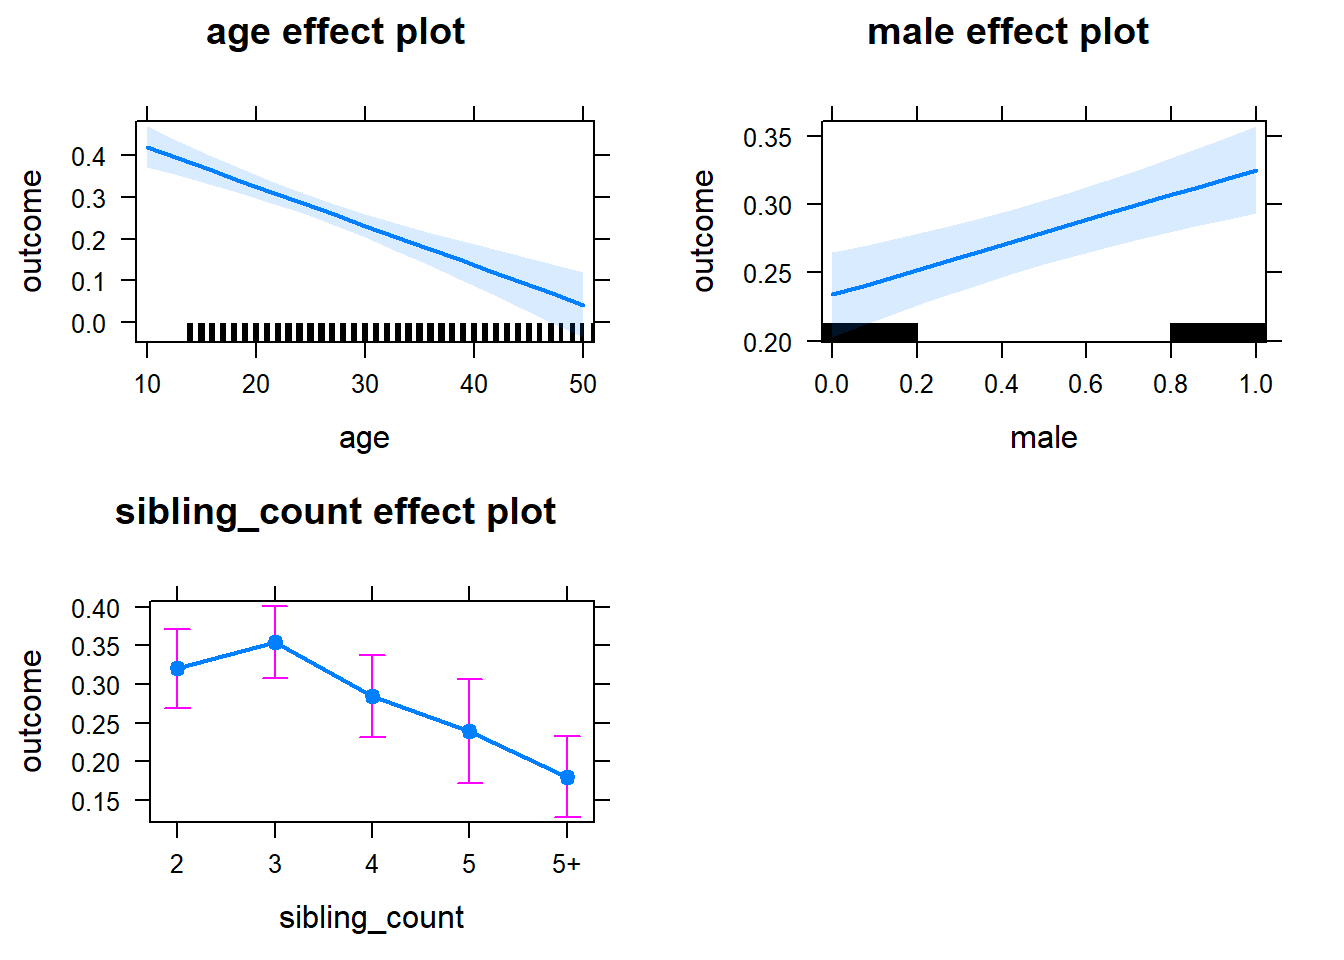 age effect plot
outcome
0.4
0.3
0.2
0.1
0.0
10 20 30 40 50
age
male effect plot
outcome
0.35
0.30
0.25
0.20
0.0 0.2 0.4 0.6 0.8 1.0
male
sibling_count effect plot
outcome
0.40
0.35
0.30
0.25
0.20
0.15
2 3 4 5 5+
sibling_count